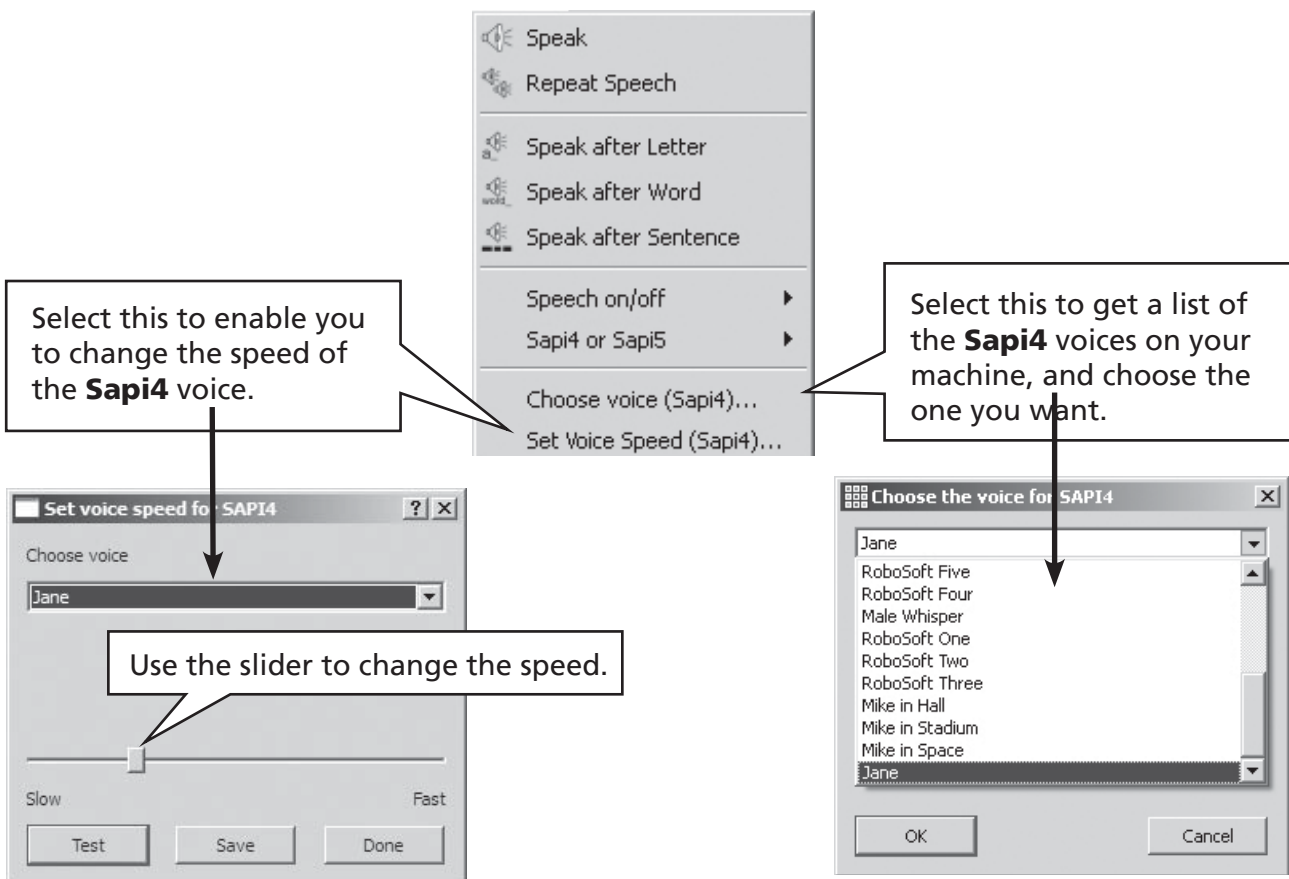 Speak
Repeat Speech
a_
Speak after Letter
word_
Speak after Word
Speak after Sentence
Speech on/off
Sapi4 or Sapi5
Choose voice (Sapi4)...
Set Voice Speed (Sapi4)...
Select this to enable you
to change the speed of
the Sapi4 voice.
Select this to get a list of
the Sapi4 voices on your
machine, and choose the
one you want.
Set voice speed for SAPI4
?
Choose voice
Jane
Use the slider to change the speed.
Slow Fast
Test Save Done
Choose the voice for SAPI4
Jane
RoboSoft Five
RoboSoft Four
Male Whisper
RoboSoft One
RoboSoft Two
RoboSoft Three
Mike in Hall
Mike in Stadium
Mike in Space
Jane
OK Cancel